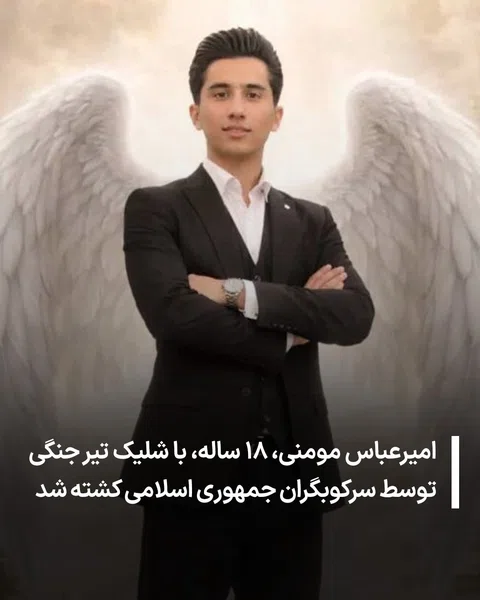 امیرعباس مومنی، ۱۸ ساله، با شلیک تیر جنگی
توسط سرکوبگران جمهوری اسلامی کشته شد